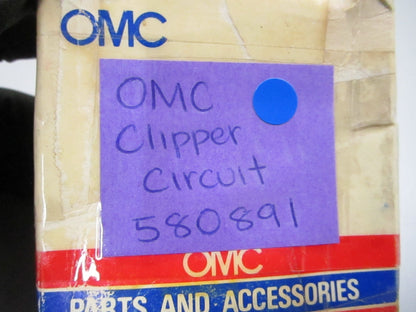 OMC
OMC
Clipper
Circuit
580891
OMC
PARTS AND ACCESSORIES